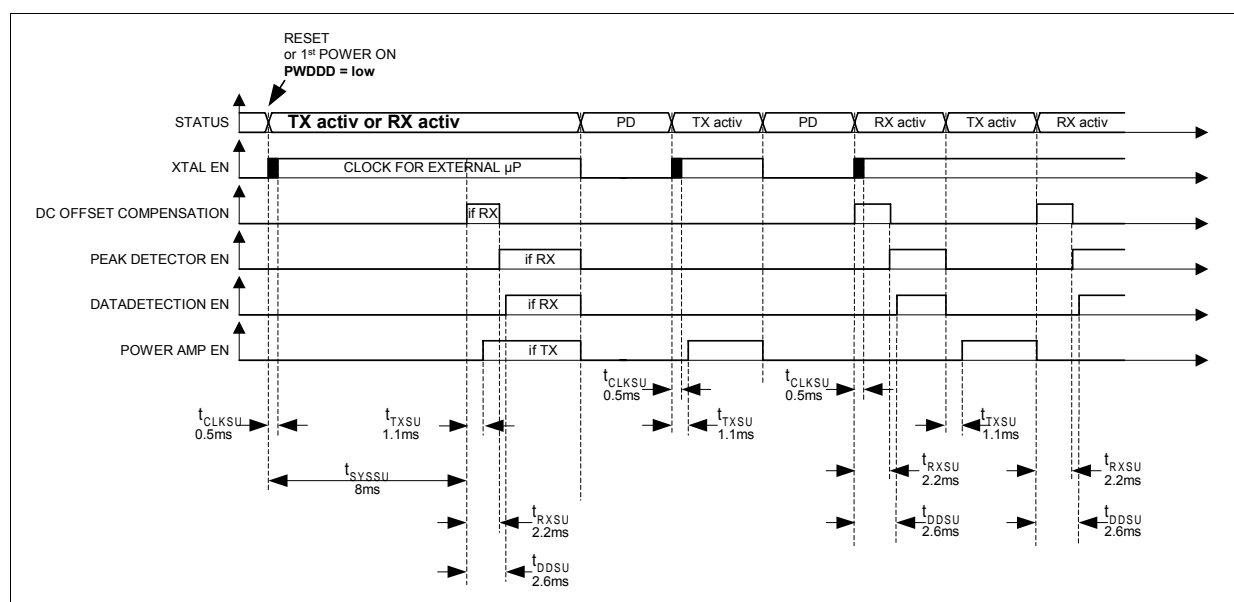 RESET
or 1st POWER ON
PWDDD = low
STATUS
TX activ or RX activ
PD
TX activ
PD
RX activ
TX activ
RX activ
XTAL EN
CLOCK FOR EXTERNAL µP
DC OFFSET COMPENSATION
if RX
PEAK DETECTOR EN
if RX
DATADETECTION EN
if RX
POWER AMP EN
if TX
tCLKSU
0.5ms
tCLKSU
0.5ms
tCLKSU
0.5ms
tTXSU
1.1ms
tTXSU
1.1ms
tTXSU
1.1ms
tSYSSU
8ms
tRXSU
2.2ms
tRXSU
2.2ms
tRXSU
2.2ms
tDDSU
2.6ms
tDDSU
2.6ms
tDDSU
2.6ms